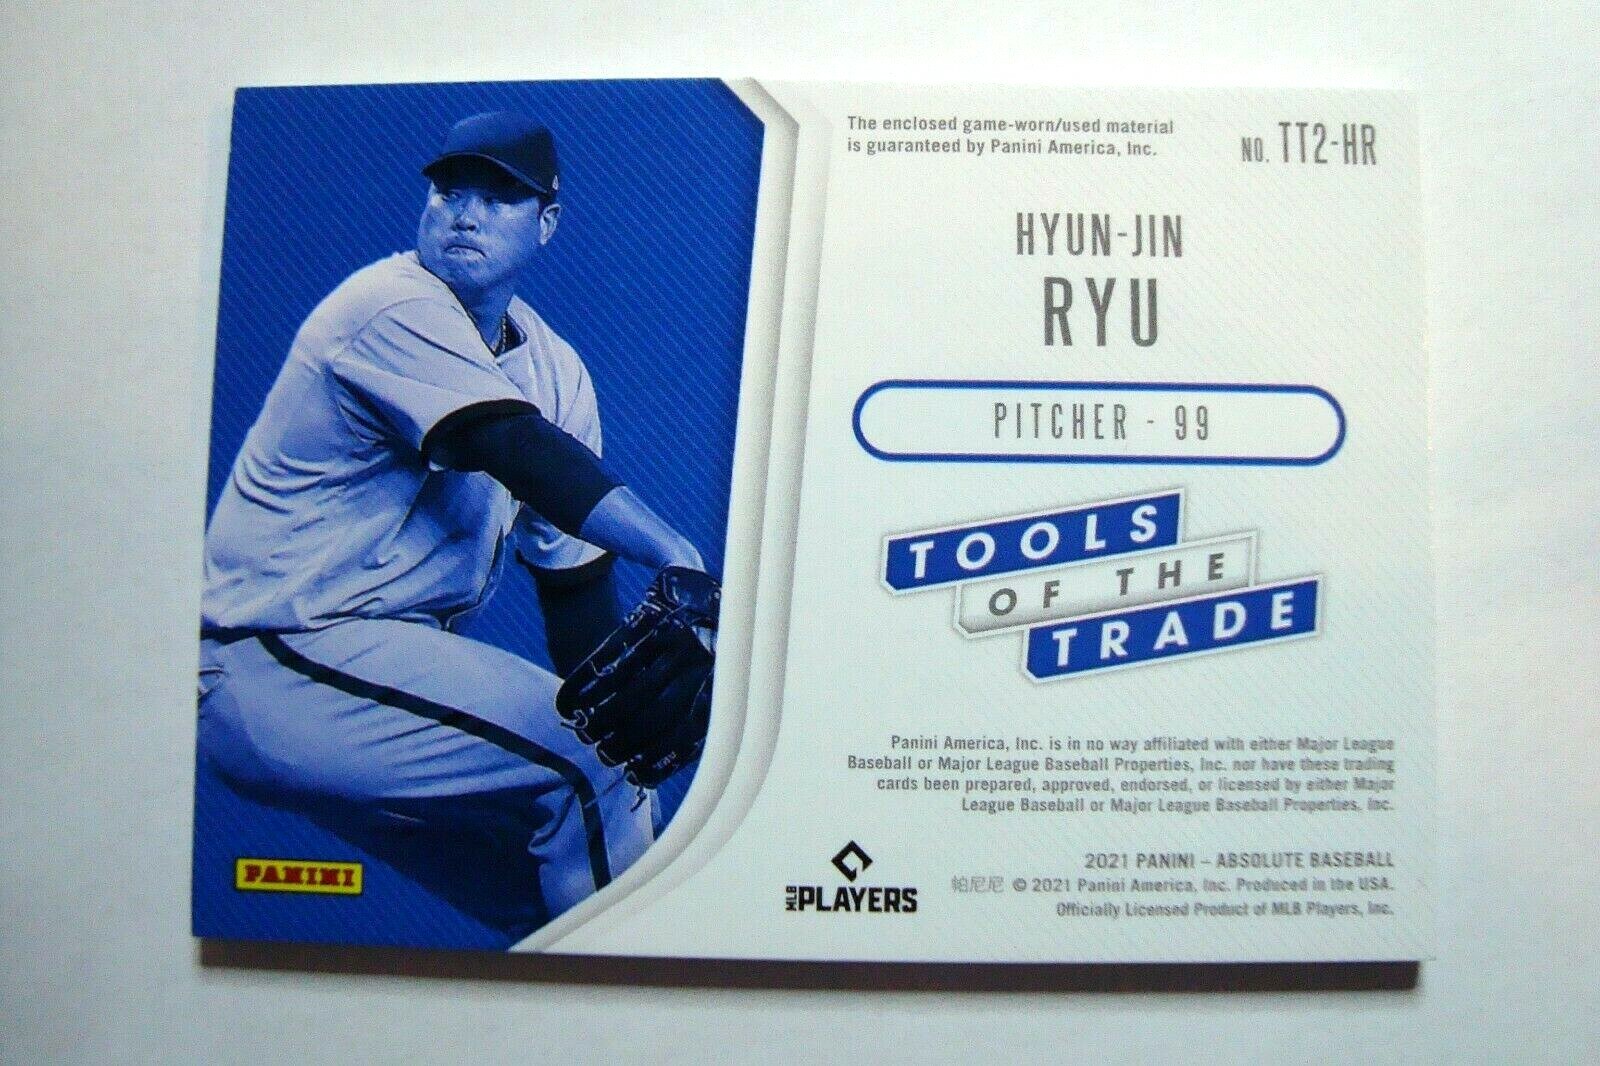 The enclosed game-worn/used material
is guaranteed by Panini America, Inc.
NO. TT2-HR
HYUN-JIN
RYU
PITCHER - 99
TOOLS
OF THE
TRADE
Panini America, Inc. is in no way affiliated with either Major League
Baseball or Major League Baseball Properties, Inc. nor have these trading
cards been prepared, approved, endorsed, or licensed by either Major
League Baseball or Major League Baseball Properties, Inc.
PANINI
MLB PLAYERS
2021 PANINI – ABSOLUTE BASEBALL
帕尼尼 © 2021 Panini America, Inc. Produced in the USA.
Officially Licensed Product of MLB Players, Inc.